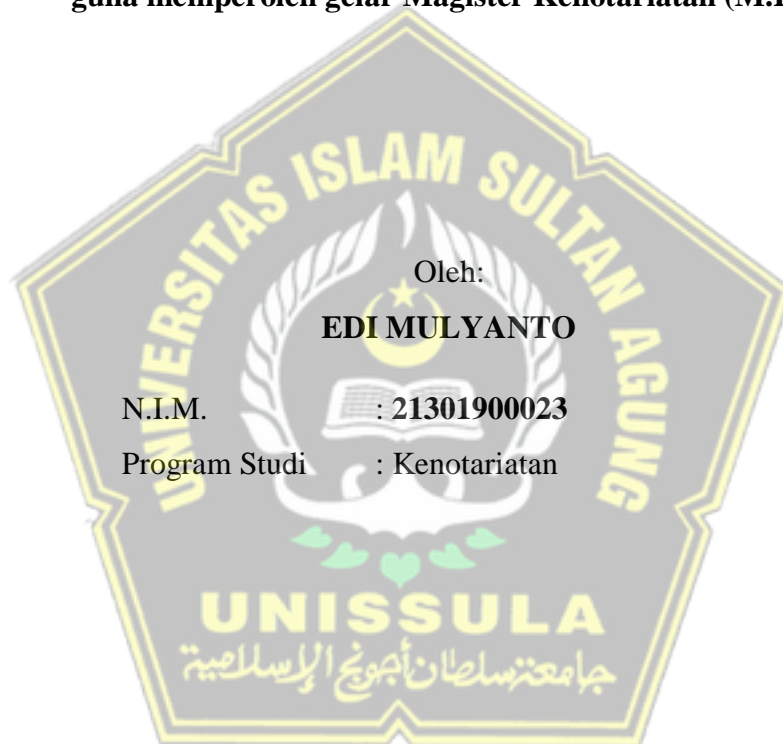 guna memperoleh gelar Magister Kenotariatan (M.
UNIVERSITAS ISLAM SULTAN AGUNG
Oleh:
EDI MULYANTO
N.I.M. : 21301900023
Program Studi : Kenotariatan
UNISSULA
جامعة سلطان أجونج الإسلامية